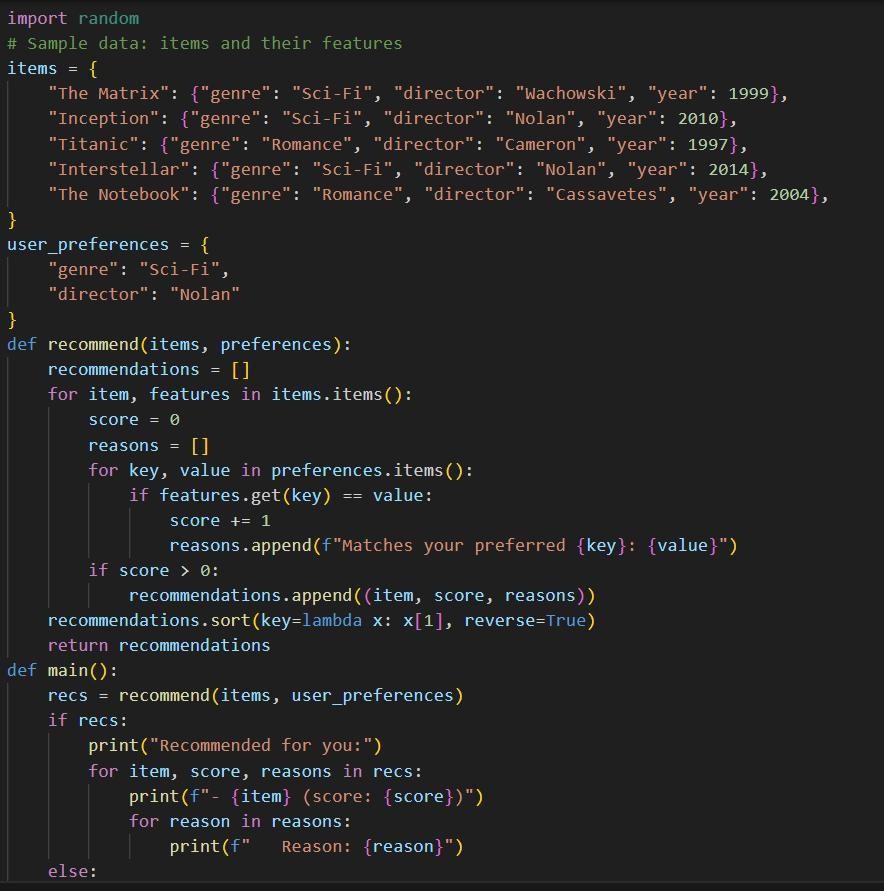 import random
# Sample data: items and their features
items = {
    "The Matrix": {"genre": "Sci-Fi", "director": "Wachowski", "year": 1999},
    "Inception": {"genre": "Sci-Fi", "director": "Nolan", "year": 2010},
    "Titanic": {"genre": "Romance", "director": "Cameron", "year": 1997},
    "Interstellar": {"genre": "Sci-Fi", "director": "Nolan", "year": 2014},
    "The Notebook": {"genre": "Romance", "director": "Cassavetes", "year": 2004},
}
user_preferences = {
    "genre": "Sci-Fi",
    "director": "Nolan"
}
def recommend(items, preferences):
    recommendations = []
    for item, features in items.items():
        score = 0
        reasons = []
        for key, value in preferences.items():
            if features.get(key) == value:
                score += 1
                reasons.append(f"Matches your preferred {key}: {value}")
        if score > 0:
            recommendations.append((item, score, reasons))
    recommendations.sort(key=lambda x: x[1], reverse=True)
    return recommendations
def main():
    recs = recommend(items, user_preferences)
    if recs:
        print("Recommended for you:")
        for item, score, reasons in recs:
            print(f"- {item} (score: {score})")
            for reason in reasons:
                print(f"   Reason: {reason}")
    else: